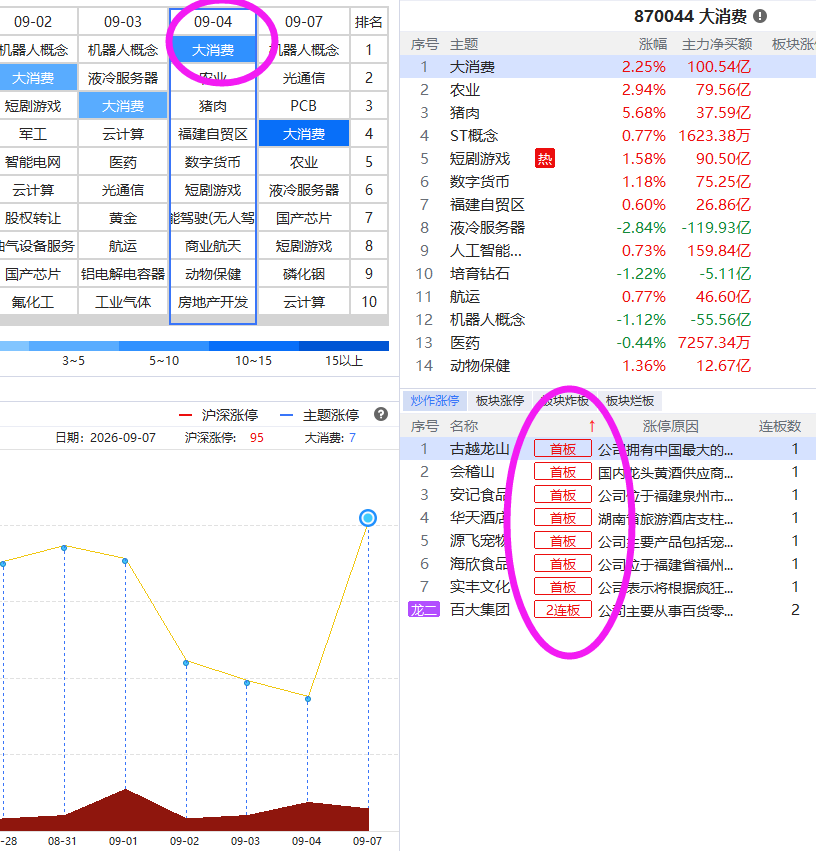 09-02 09-03 09-04 09-07 排名
机器人概念 机器人概念 大消费 机器人概念 1
大消费 液冷服务器 农业 光通信 2
短剧游戏 大消费 猪肉 PCB 3
军工 云计算 福建自贸区 大消费 4
智能电网 医药 数字货币 农业 5
云计算 光通信 短剧游戏 液冷服务器 6
股权转让 黄金 能驾驶(无人驾 国产芯片 7
油气设备服务 航运 商业航天 短剧游戏 8
国产芯片 铝电解电容器 动物保健 磷化铟 9
氟化工 工业气体 房地产开发 云计算 10
3~5 5~10 10~15 15以上
沪深涨停 主题涨停 ?
日期: 2026-09-07 沪深涨停: 95 大消费: 7
-28 08-31 09-01 09-02 09-03 09-04 09-07
870044 大消费
序号 主题 涨幅 主力净买额 板块涨
1 大消费 2.25% 100.54亿
2 农业 2.94% 79.56亿
3 猪肉 5.68% 37.59亿
4 ST概念 0.77% 1623.38万
5 短剧游戏 热 1.58% 90.50亿
6 数字货币 1.18% 75.25亿
7 福建自贸区 0.60% 26.86亿
8 液冷服务器 -2.84% -119.93亿
9 人工智能... 0.73% 159.84亿
10 培育钻石 -1.22% -5.11亿
11 航运 0.77% 46.60亿
12 机器人概念 -1.12% -55.56亿
13 医药 -0.44% 7257.34万
14 动物保健 1.36% 12.67亿
炒作涨停 板块涨停 板块炸板 板块烂板
序号 名称 ↑ 涨停原因 连板数
1 古越龙山 首板 公司拥有中国最大的... 1
2 会稽山 首板 国内龙头黄酒供应商... 1
3 安记食品 首板 公司位于福建泉州市... 1
4 华天酒店 首板 湖南省旅游酒店支柱... 1
5 源飞宠物 首板 公司主要产品包括宠... 1
6 海欣食品 首板 公司位于福建省福州... 1
7 实丰文化 首板 公司表示将根据疯狂... 1
龙二 百大集团 2连板 公司主要从事百货零... 2